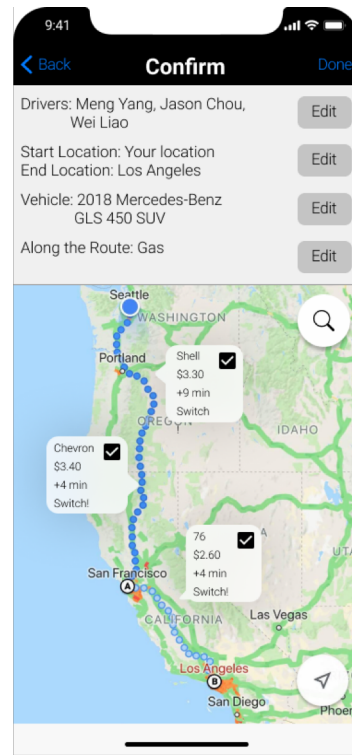 9:41
Back
Confirm
Done
Drivers: Meng Yang, Jason Chou,
Wei Liao
Edit
Start Location: Your location
End Location: Los Angeles
Edit
Vehicle: 2018 Mercedes-Benz
GLS 450 SUV
Edit
Along the Route: Gas
Edit
Seattle
WASHINGTON
Portland
Shell
$3.30
+9 min
Switch
OREGON
IDAHO
Chevron
$3.40
+4 min
Switch!
76
$2.60
+4 min
Switch!
San Francisco
A
CALIFORNIA
Las Vegas
Los Angeles
B
San Diego